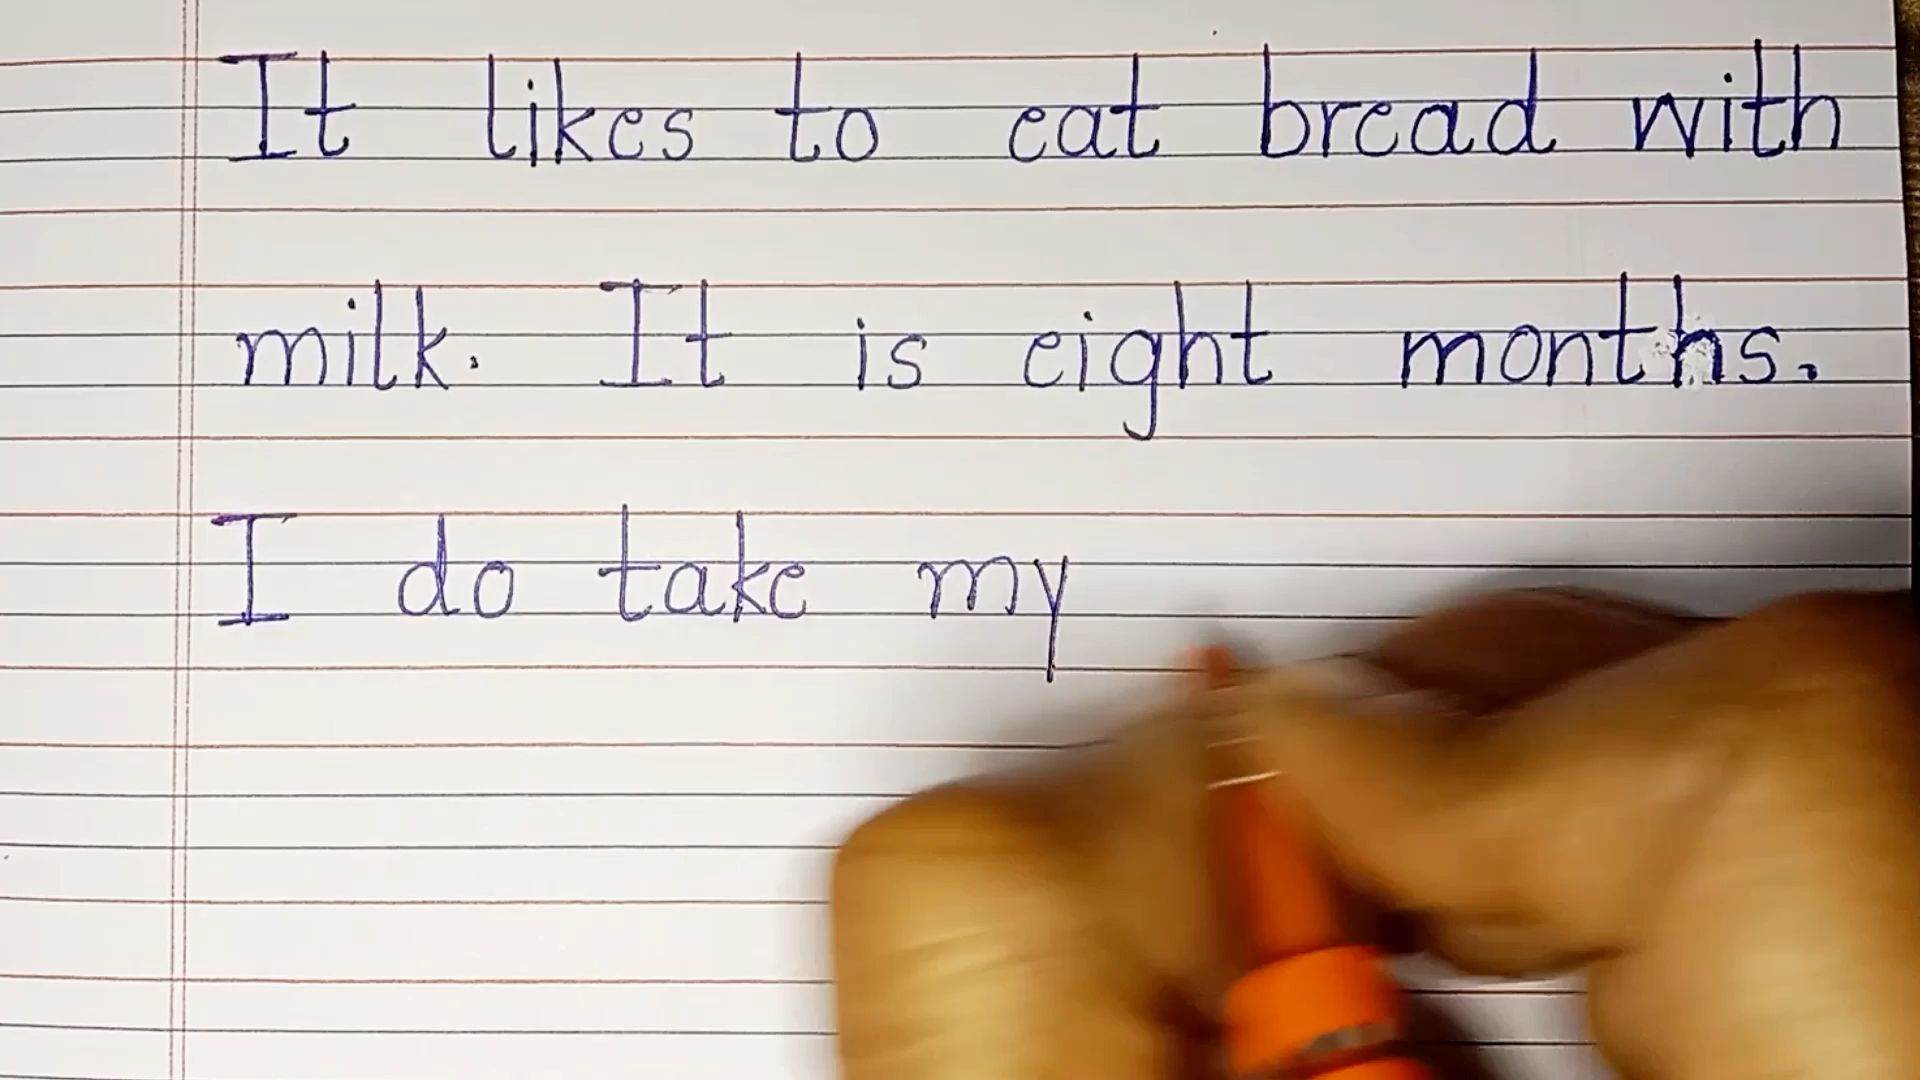 It likes to eat bread with
milk. It is eight months.
I do take my